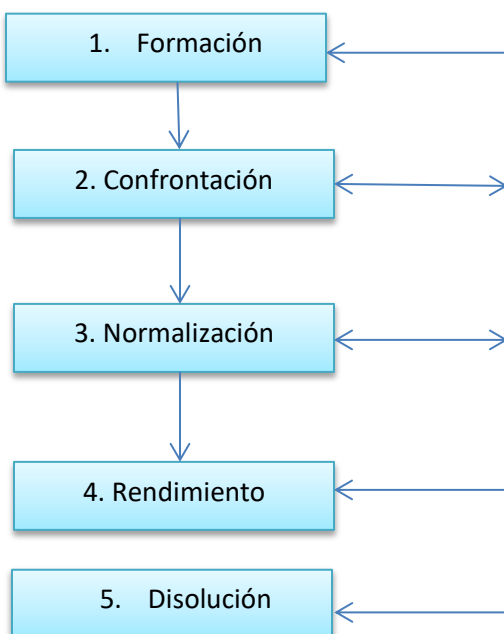 1. Formación
2. Confrontación
3. Normalización
4. Rendimiento
5. Disolución